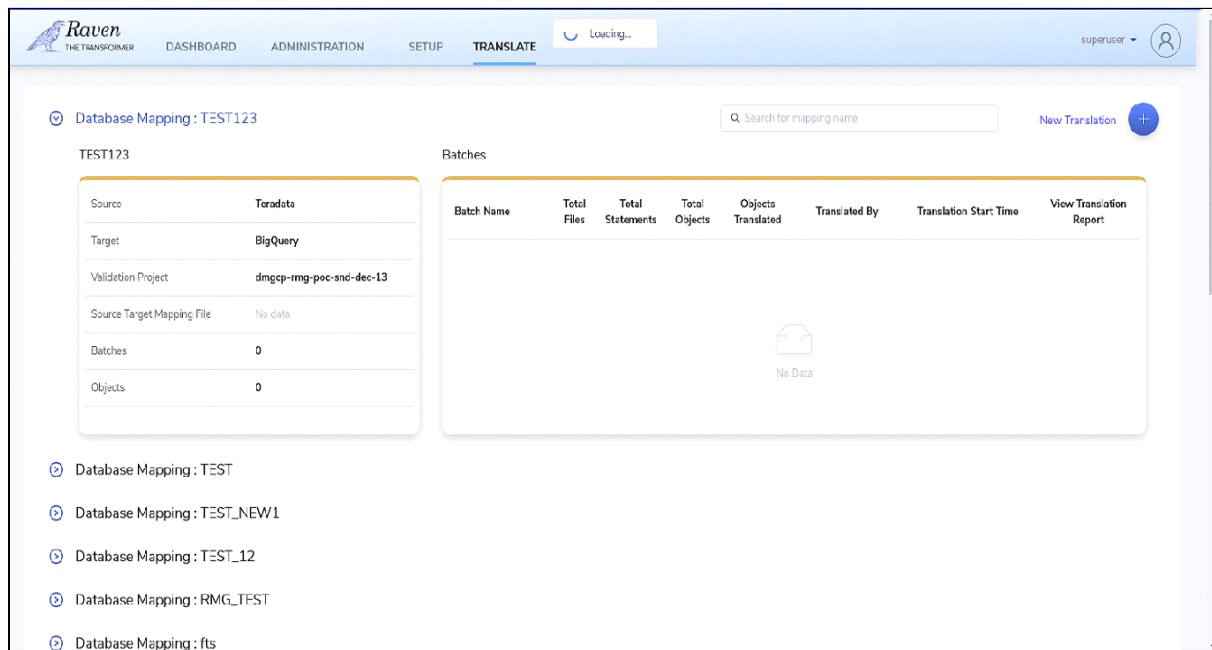 Raven
THE TRANSFORMER
DASHBOARD
ADMINISTRATION
SETUP
TRANSLATE
Loading...
superuser
Database Mapping : TEST123
Search for mapping name
New Translation
TEST123
Batches
Source Teradata
Target BigQuery
Validation Project dmgcp-rmg-poc-snd-dec-13
Source Target Mapping File No data
Batches 0
Objects 0
Batch Name
Total
Files
Total
Statements
Total
Objects
Objects
Translated
Translated By
Translation Start Time
View Translation
Report
No Data
Database Mapping : TEST
Database Mapping : TEST_NEW1
Database Mapping : TEST_12
Database Mapping : RMG_TEST
Database Mapping : fts